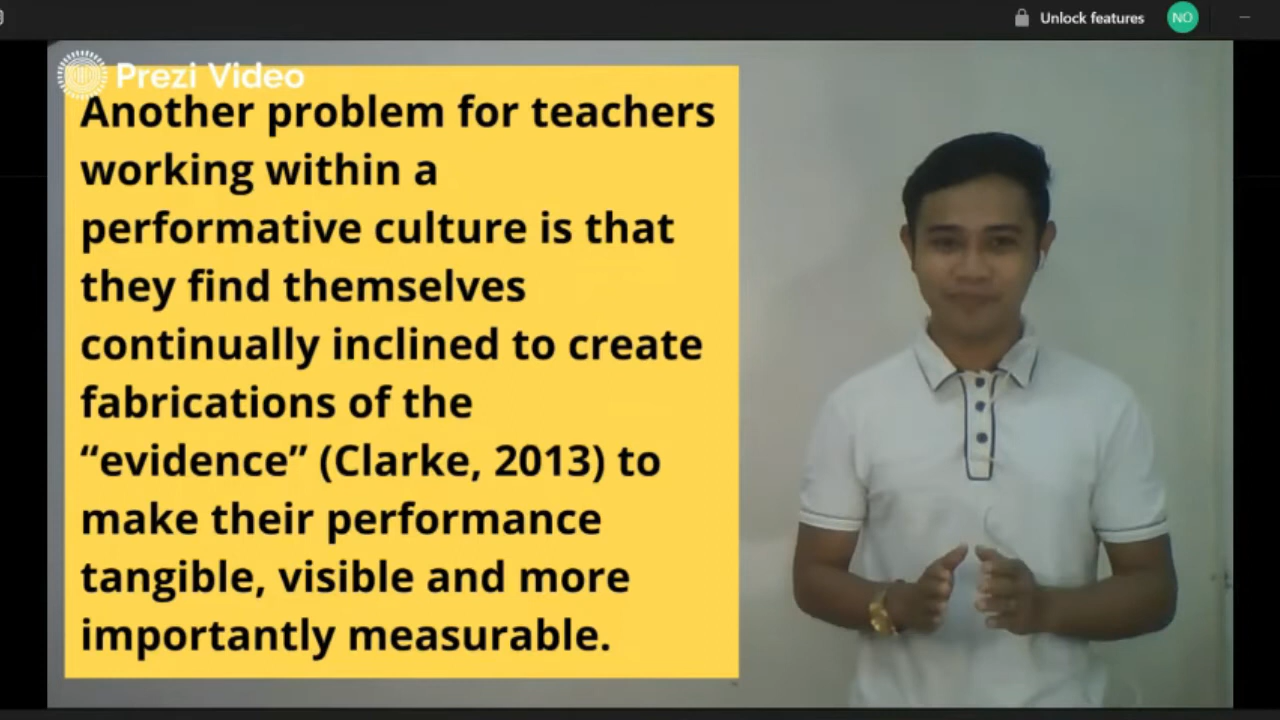 Unlock features
NO
Prezi Video
Another problem for teachers
working within a
performative culture is that
they find themselves
continually inclined to create
fabrications of the
“evidence” (Clarke, 2013) to
make their performance
tangible, visible and more
importantly measurable.